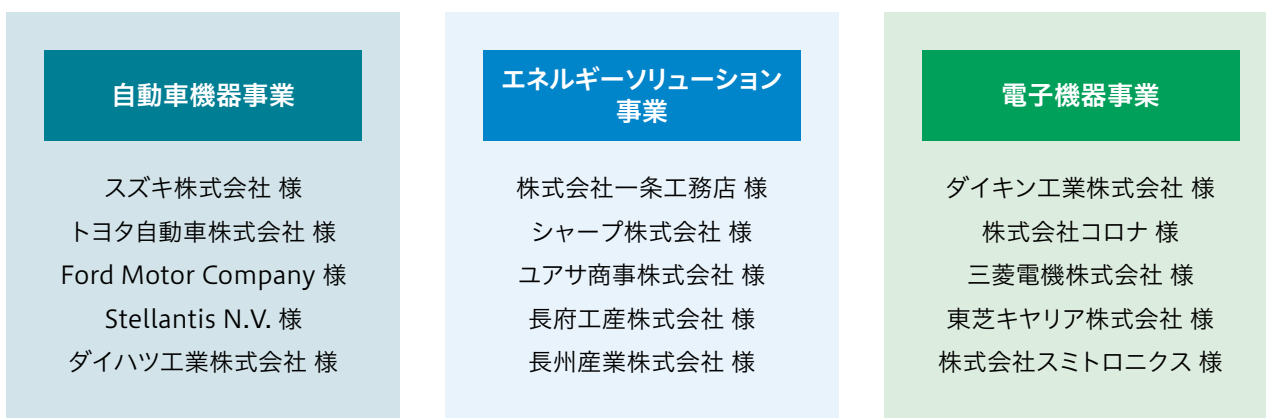 自動車機器事業
スズキ株式会社 様
トヨタ自動車株式会社 様
Ford Motor Company 様
Stellantis N.V. 様
ダイハツ工業株式会社 様
エネルギーソリューション
事業
株式会社一条工務店 様
シャープ株式会社 様
ユアサ商事株式会社 様
長府工産株式会社 様
長州産業株式会社 様
電子機器事業
ダイキン工業株式会社 様
株式会社コロナ 様
三菱電機株式会社 様
東芝キヤリア株式会社 様
株式会社スミトロニクス 様